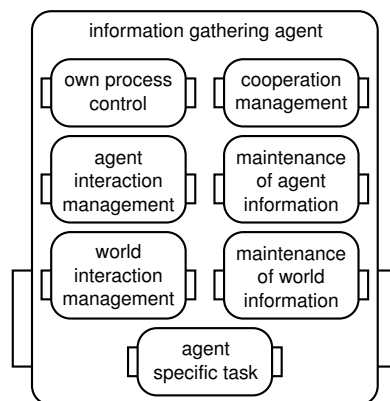 information gathering agent
own process
control
cooperation
management
agent
interaction
management
maintenance
of agent
information
world
interaction
management
maintenance
of world
information
agent
specific task